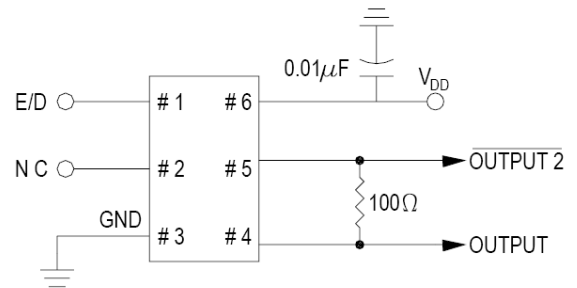 0.01μF
V_DD
E/D
# 1
# 6
N C
# 2
# 5
OUTPUT 2
100Ω
GND
# 3
# 4
OUTPUT